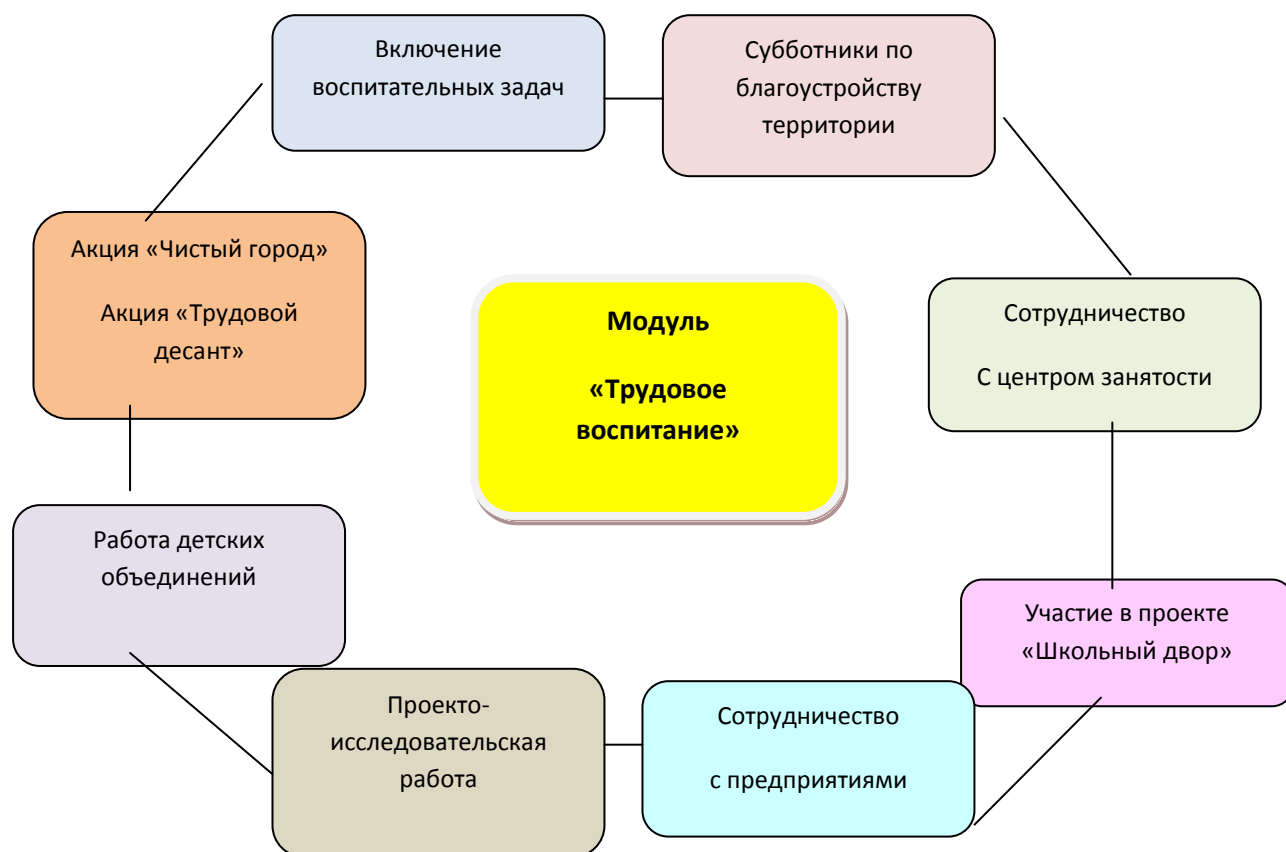 Включение
воспитательных задач
Субботники по
благоустройству
территории
Акция «Чистый город»
Акция «Трудовой
десант»
Модуль
«Трудовое
воспитание»
Сотрудничество
С центром занятости
Работа детских
объединений
Участие в проекте
«Школьный двор»
Проекто-
исследовательская
работа
Сотрудничество
с предприятиями